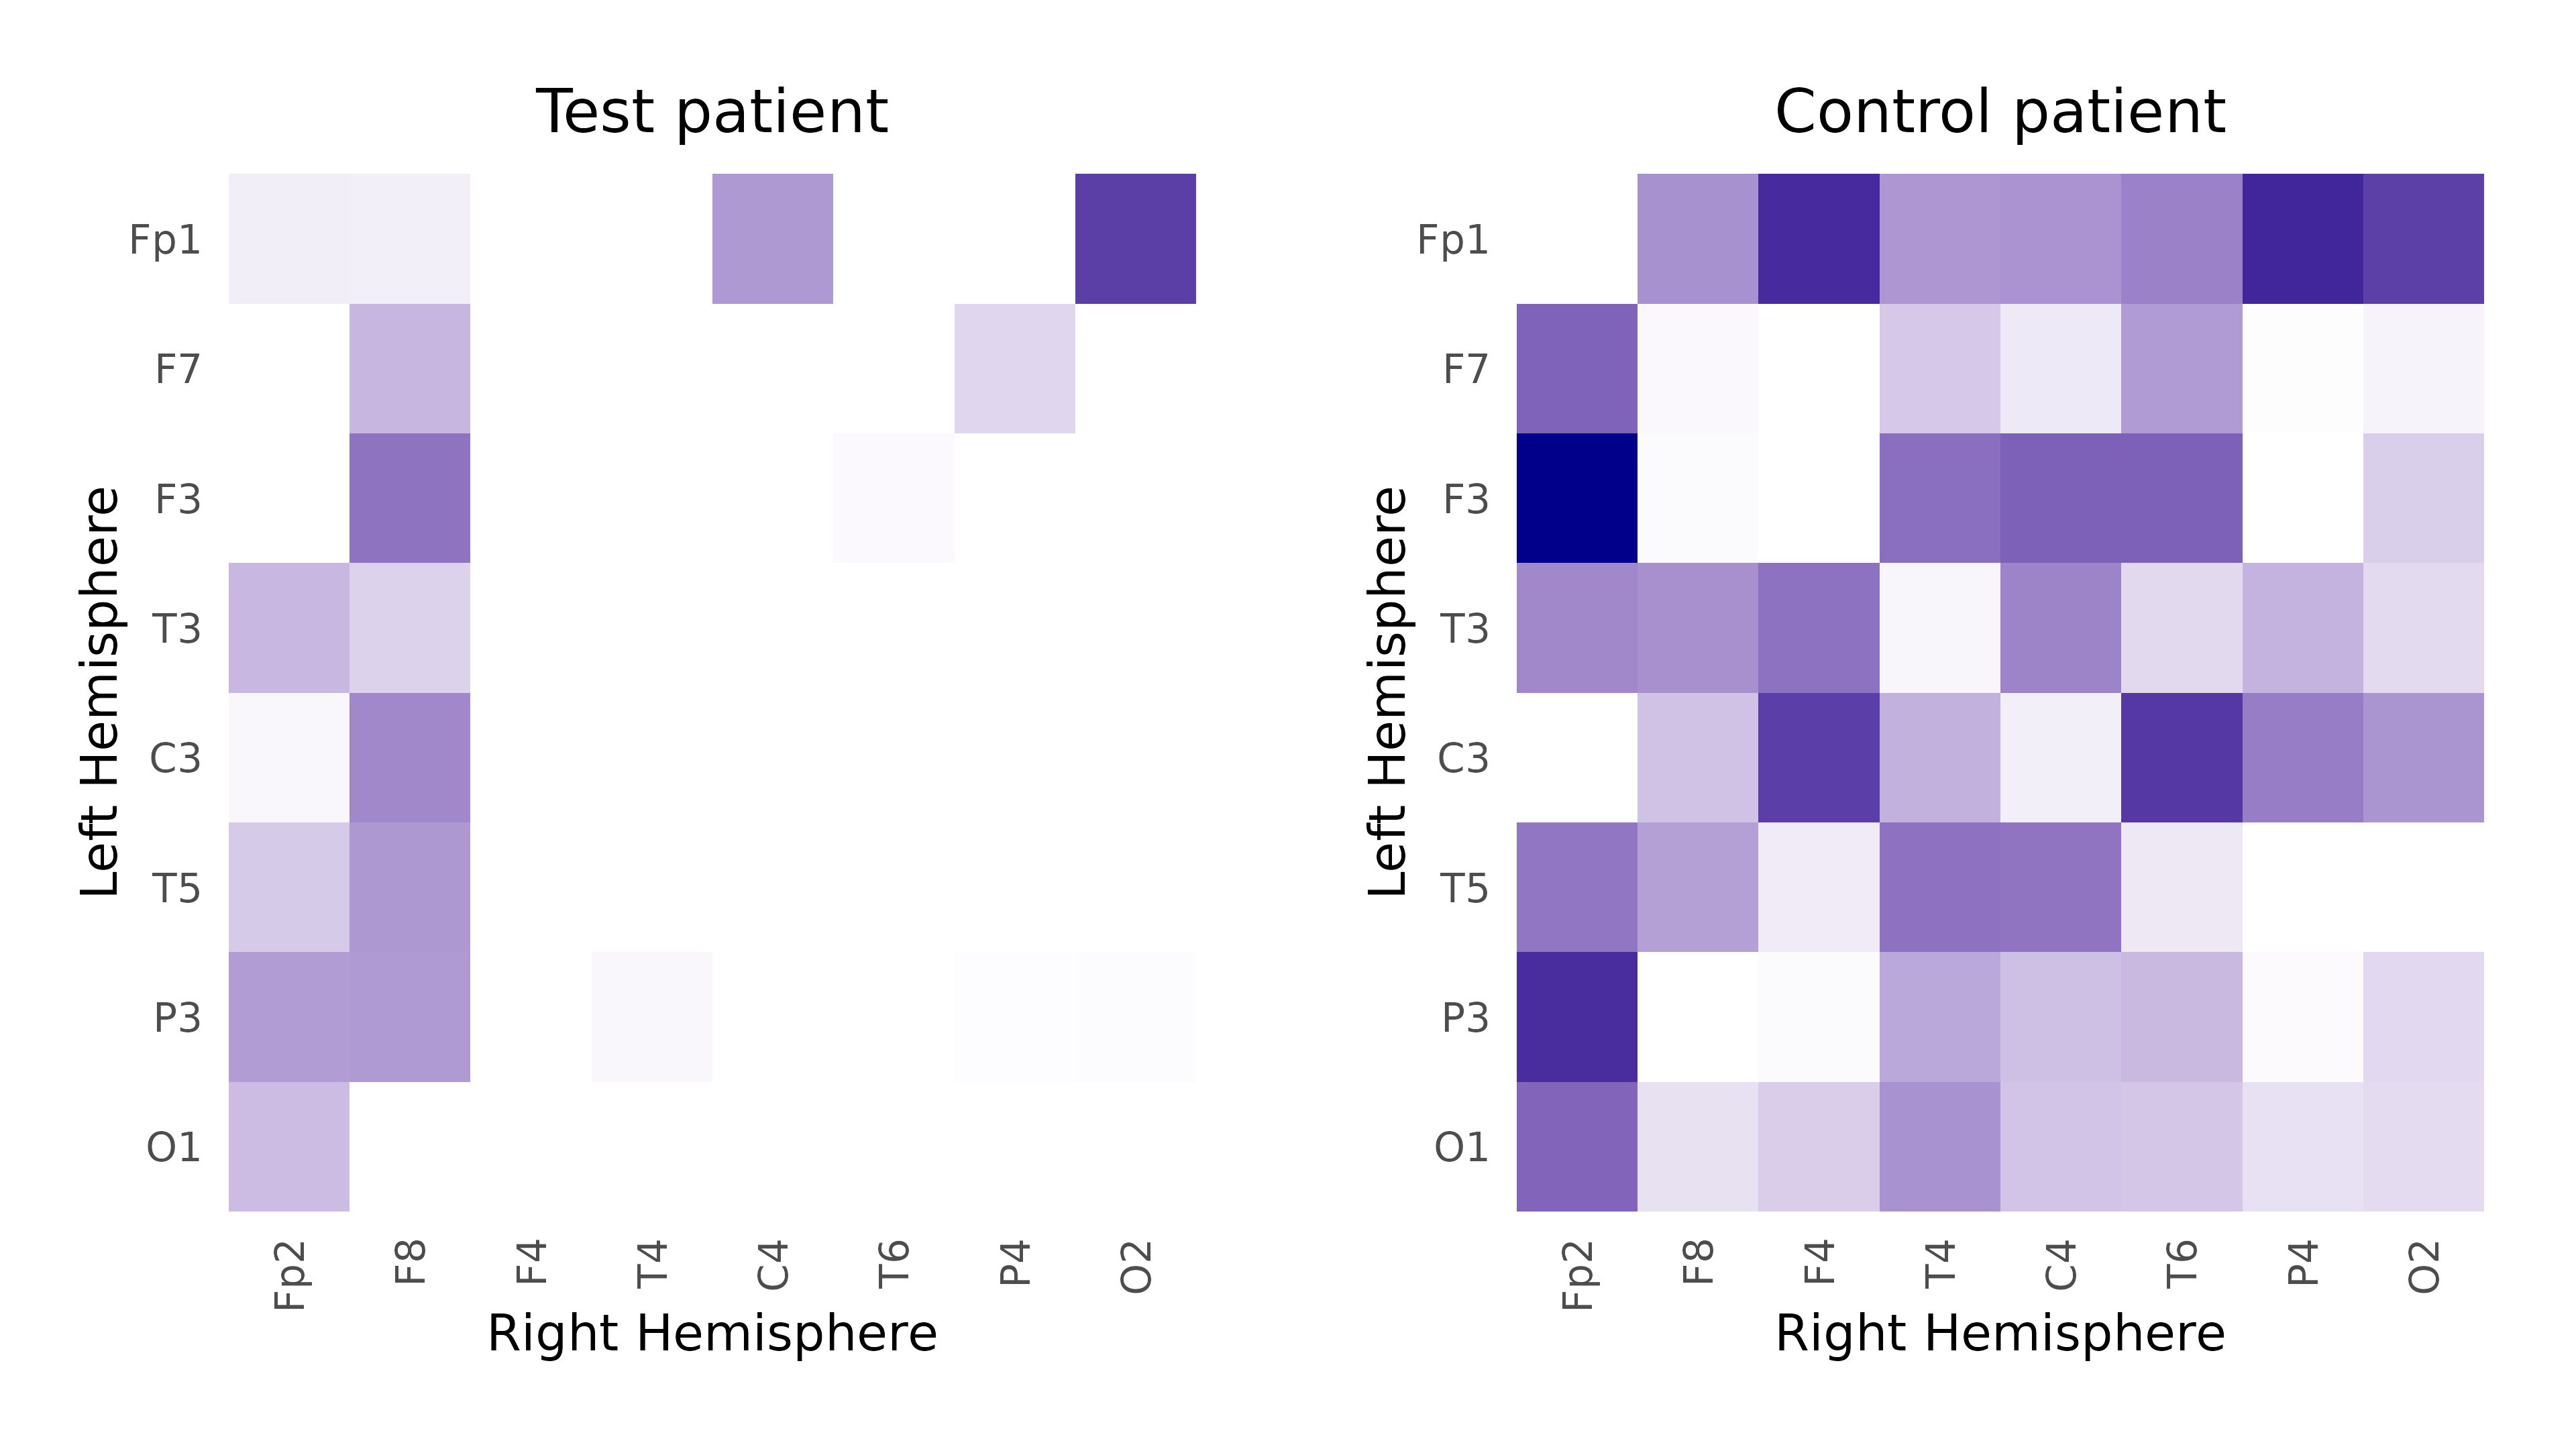 Test patient
Left Hemisphere
Fp1
F7
F3
T3
C3
T5
P3
O1
Fp2 F8 F4 T4 C4 T6 P4 O2
Right Hemisphere
Control patient
Left Hemisphere
Fp1
F7
F3
T3
C3
T5
P3
O1
Fp2 F8 F4 T4 C4 T6 P4 O2
Right Hemisphere